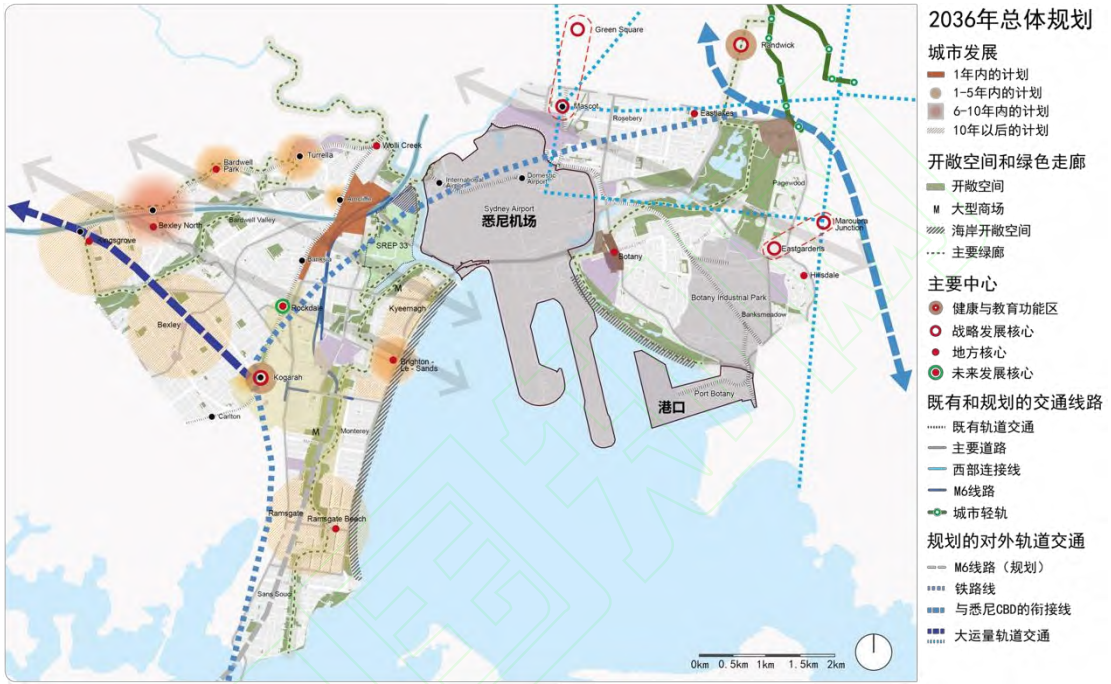 Green Square
Randwick
Mascot
Rosebery
Eastlakes
Wolli Creek
Turrella
Bardwell
Park
International
Airport
Domestic
Airport
Pagewood
Arncliffe
Sydney Airport
悉尼机场
Bardwell Valley
Bexley North
Kingsgrove
SREP 33
Maroubra
Junction
Eastgardens
Botany
Banksia
Hillsdale
M
Kyeemagh
Rockdale
Botany Industrial Park
Banksmeadow
Bexley
Brighton -
Le - Sands
Kogarah
Port Botany
港口
Carlton
M
Monterey
Ramsgate
Ramsgate Beach
Sans Souci
0km 0.5km 1km 1.5km 2km
2036年总体规划
城市发展
1年内的计划
1-5年内的计划
6-10年内的计划
10年以后的计划
开敞空间和绿色走廊
开敞空间
M 大型商场
海岸开敞空间
主要绿廊
主要中心
健康与教育功能区
战略发展核心
地方核心
未来发展核心
既有和规划的交通线路
既有轨道交通
主要道路
西部连接线
M6线路
城市轻轨
规划的对外轨道交通
M6线路（规划）
铁路线
与悉尼CBD的衔接线
大运量轨道交通